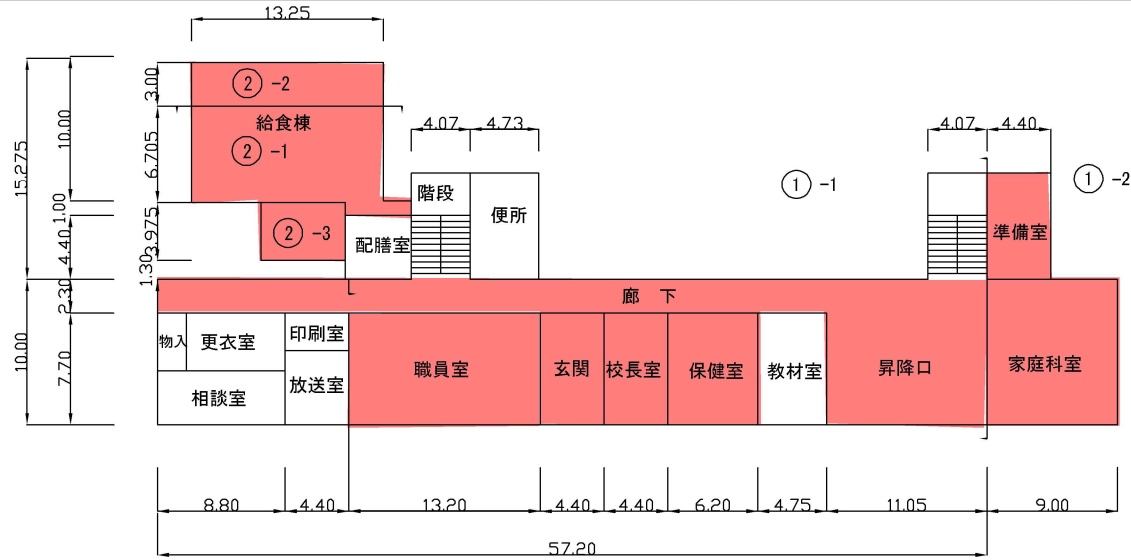 13.25
② -2
3.00
給食棟
② -1
6.705
10.00
15.275
4.07
4.73
4.07
4.40
① -1
① -2
階段
便所
1.00
② -3
3.975
4.40
配膳室
準備室
1.30
廊 下
2.30
10.00
7.70
物入
更衣室
印刷室
相談室
放送室
職員室
玄関
校長室
保健室
教材室
昇降口
家庭科室
8.80
4.40
13.20
4.40
4.40
6.20
4.75
11.05
9.00
57.20